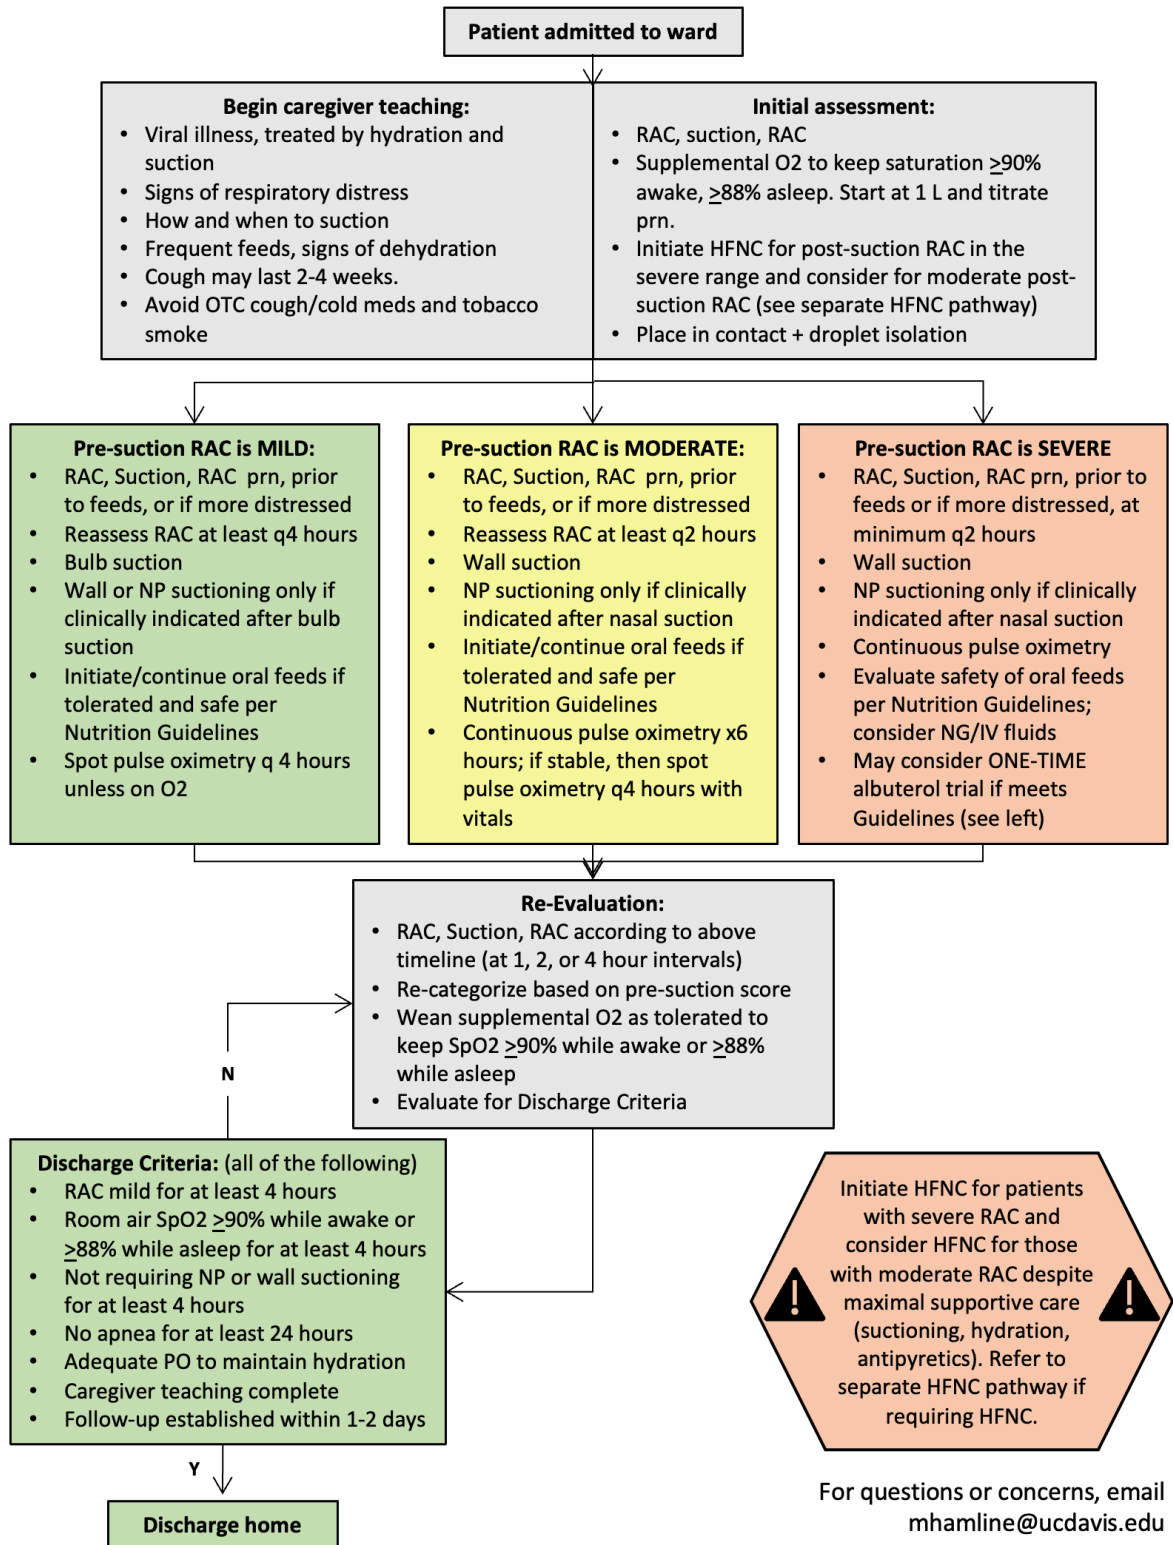 Patient admitted to ward
Begin caregiver teaching:
• Viral illness, treated by hydration and
suction
• Signs of respiratory distress
• How and when to suction
• Frequent feeds, signs of dehydration
• Cough may last 2-4 weeks.
• Avoid OTC cough/cold meds and tobacco
smoke
Initial assessment:
• RAC, suction, RAC
• Supplemental O2 to keep saturation ≥90%
awake, ≥88% asleep. Start at 1 L and titrate
prn.
• Initiate HFNC for post-suction RAC in the
severe range and consider for moderate post-
suction RAC (see separate HFNC pathway)
• Place in contact + droplet isolation
Pre-suction RAC is MILD:
• RAC, Suction, RAC prn, prior
to feeds, or if more distressed
• Reassess RAC at least q4 hours
• Bulb suction
• Wall or NP suctioning only if
clinically indicated after bulb
suction
• Initiate/continue oral feeds if
tolerated and safe per
Nutrition Guidelines
• Spot pulse oximetry q 4 hours
unless on O2
Pre-suction RAC is MODERATE:
• RAC, Suction, RAC prn, prior
to feeds, or if more distressed
• Reassess RAC at least q2 hours
• Wall suction
• NP suctioning only if clinically
indicated after nasal suction
• Initiate/continue oral feeds if
tolerated and safe per
Nutrition Guidelines
• Continuous pulse oximetry x6
hours; if stable, then spot
pulse oximetry q4 hours with
vitals
Pre-suction RAC is SEVERE
• RAC, Suction, RAC prn, prior to
feeds or if more distressed, at
minimum q2 hours
• Wall suction
• NP suctioning only if clinically
indicated after nasal suction
• Continuous pulse oximetry
• Evaluate safety of oral feeds
per Nutrition Guidelines;
consider NG/IV fluids
• May consider ONE-TIME
albuterol trial if meets
Guidelines (see left)
Re-Evaluation:
• RAC, Suction, RAC according to above
timeline (at 1, 2, or 4 hour intervals)
• Re-categorize based on pre-suction score
• Wean supplemental O2 as tolerated to
keep SpO2 ≥90% while awake or ≥88%
while asleep
• Evaluate for Discharge Criteria
N
Discharge Criteria: (all of the following)
• RAC mild for at least 4 hours
• Room air SpO2 ≥90% while awake or
≥88% while asleep for at least 4 hours
• Not requiring NP or wall suctioning
for at least 4 hours
• No apnea for at least 24 hours
• Adequate PO to maintain hydration
• Caregiver teaching complete
• Follow-up established within 1-2 days
Y
Discharge home
Initiate HFNC for patients
with severe RAC and
consider HFNC for those
with moderate RAC despite
maximal supportive care
(suctioning, hydration,
antipyretics). Refer to
separate HFNC pathway if
requiring HFNC.
For questions or concerns, email
mhamline@ucdavis.edu